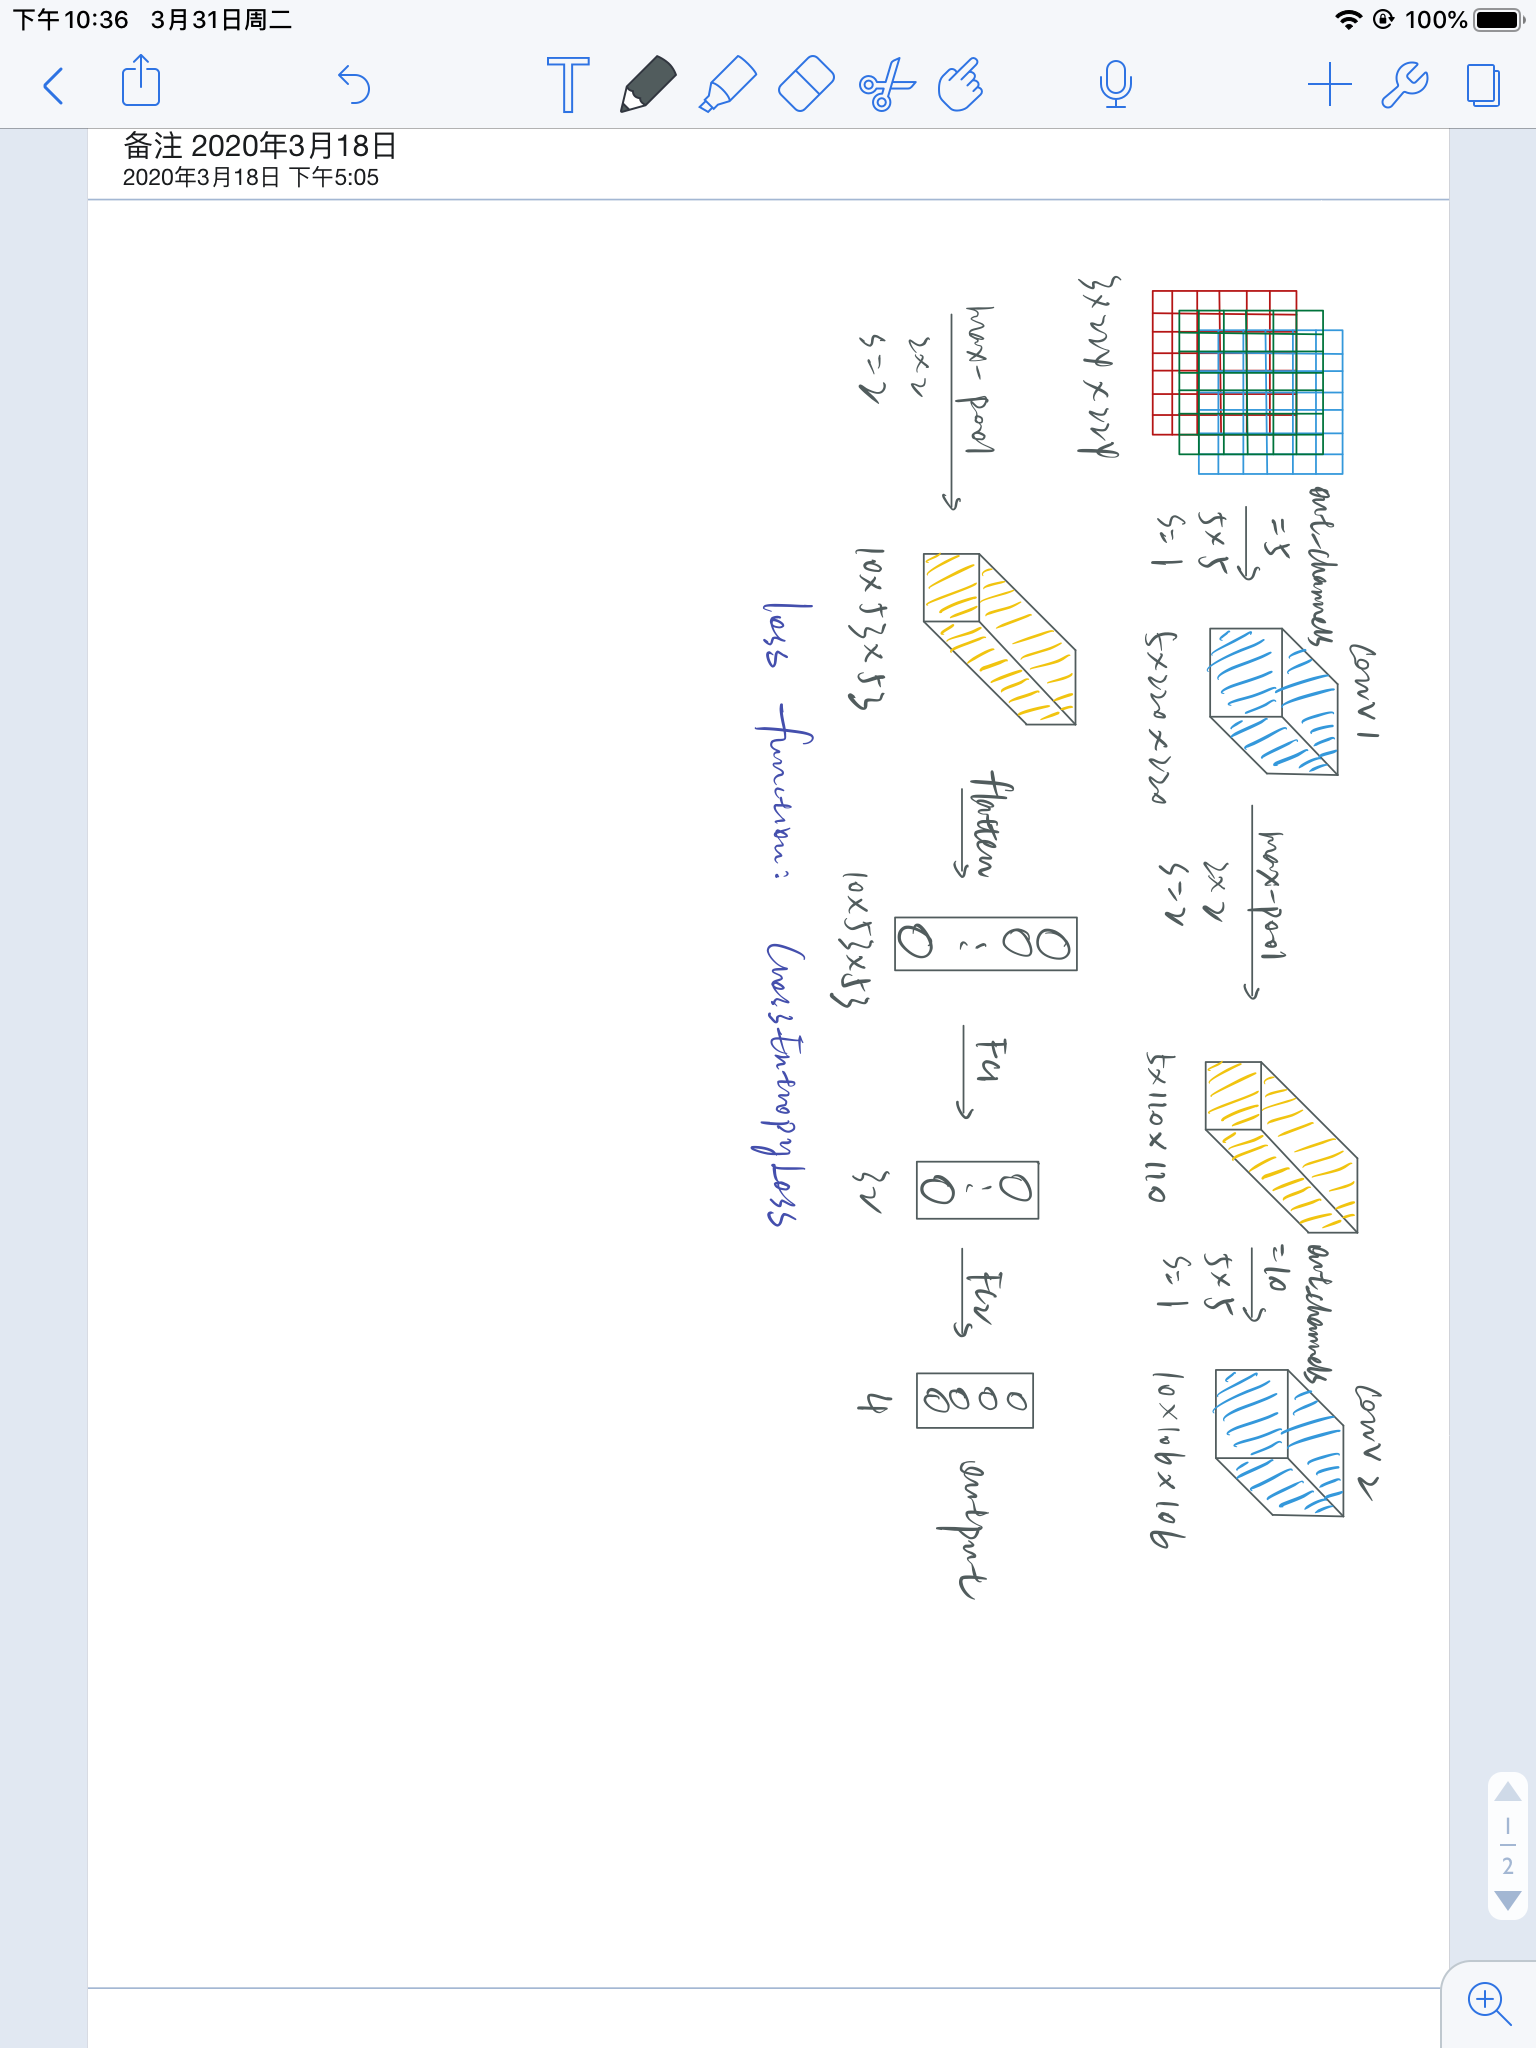 下午10:36 3月31日周二
100%
备注 2020年3月18日
2020年3月18日 下午5:05
3×224×224
out_channels
=5
5×5
s=1
Conv1
5×220×220
max-pool
2×2
s=2
5×110×110
out_channels
=10
5×5
s=1
Conv2
10×106×106
max-pool
2×2
s=2
10×53×53
flatten
10×53×53
Fc1
32
Fc2
4
output
loss function: CrossEntropyLoss
1
2